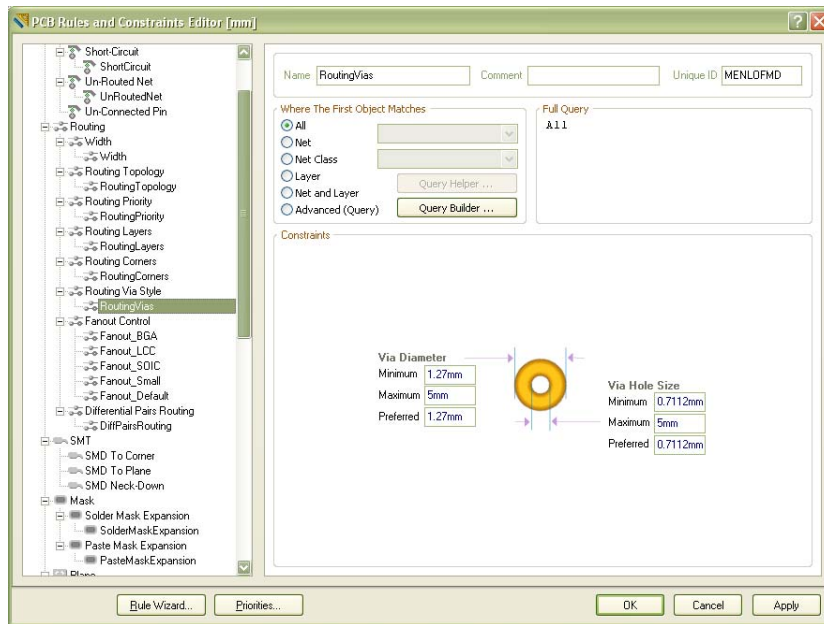 PCB Rules and Constraints Editor [mm]
Short-Circuit
ShortCircuit
Un-Routed Net
UnRoutedNet
Un-Connected Pin
Routing
Width
Width
Routing Topology
RoutingTopology
Routing Priority
RoutingPriority
Routing Layers
RoutingLayers
Routing Corners
RoutingCorners
Routing Via Style
RoutingVias
Fanout Control
Fanout_BGA
Fanout_LCC
Fanout_SOIC
Fanout_Small
Fanout_Default
Differential Pairs Routing
DiffPairsRouting
SMT
SMD To Corner
SMD To Plane
SMD Neck-Down
Mask
Solder Mask Expansion
SolderMaskExpansion
Paste Mask Expansion
PasteMaskExpansion
Plane
Name RoutingVias Comment Unique ID MENLOFMD
Where The First Object Matches
All
Net
Net Class
Layer
Net and Layer
Advanced (Query)
Query Helper ...
Query Builder ...
Full Query
All
Constraints
Via Diameter
Minimum 1.27mm
Maximum 5mm
Preferred 1.27mm
Via Hole Size
Minimum 0.7112mm
Maximum 5mm
Preferred 0.7112mm
Rule Wizard... Priorities... OK Cancel Apply